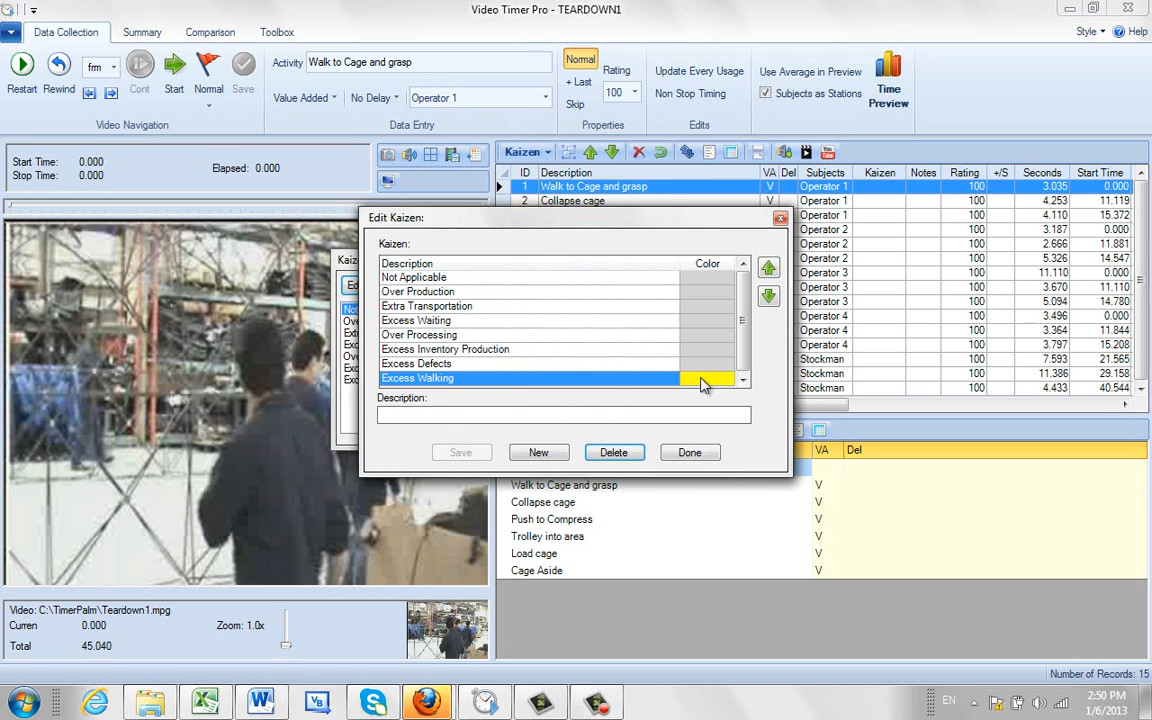 Video Timer Pro - TEARDOWN1
Data Collection Summary Comparison Toolbox Style Help
Restart Rewind frm Cont Start Normal Save
Video Navigation
Activity Walk to Cage and grasp
Value Added No Delay Operator 1
Data Entry
Normal
+ Last
Skip
Rating
100
Properties
Update Every Usage
Non Stop Timing
Edits
Use Average in Preview
Subjects as Stations
Time
Preview
Start Time: 0.000
Stop Time: 0.000
Elapsed: 0.000
Kaizen
You
Tube
ID Description VA Del Subjects Kaizen Notes Rating +/S Seconds Start Time
1 Walk to Cage and grasp V Operator 1 100 3.035 0.000
2 Collapse cage V Operator 1 100 4.253 11.119
Operator 1 100 4.110 15.372
Operator 2 100 3.187 0.000
Operator 2 100 2.666 11.881
Operator 2 100 5.326 14.547
Operator 3 100 11.110 0.000
Operator 3 100 3.670 11.110
Operator 3 100 5.094 14.780
Operator 4 100 3.496 0.000
Operator 4 100 3.364 11.844
Operator 4 100 3.797 15.208
Stockman 100 7.593 21.565
Stockman 100 11.386 29.158
Stockman 100 4.433 40.544
Edit Kaizen:
Kaizen:
Description Color
Not Applicable
Over Production
Extra Transportation
Excess Waiting
Over Processing
Excess Inventory Production
Excess Defects
Excess Walking
Description:
Save New Delete Done
VA Del
Walk to Cage and grasp V
Collapse cage V
Push to Compress V
Trolley into area V
Load cage V
Cage Aside V
Video: C:\TimerPalm\Teardown1.mpg
Curren 0.000 Zoom: 1.0x
Total 45.040
Number of Records: 15
EN
2:50 PM
1/6/2013